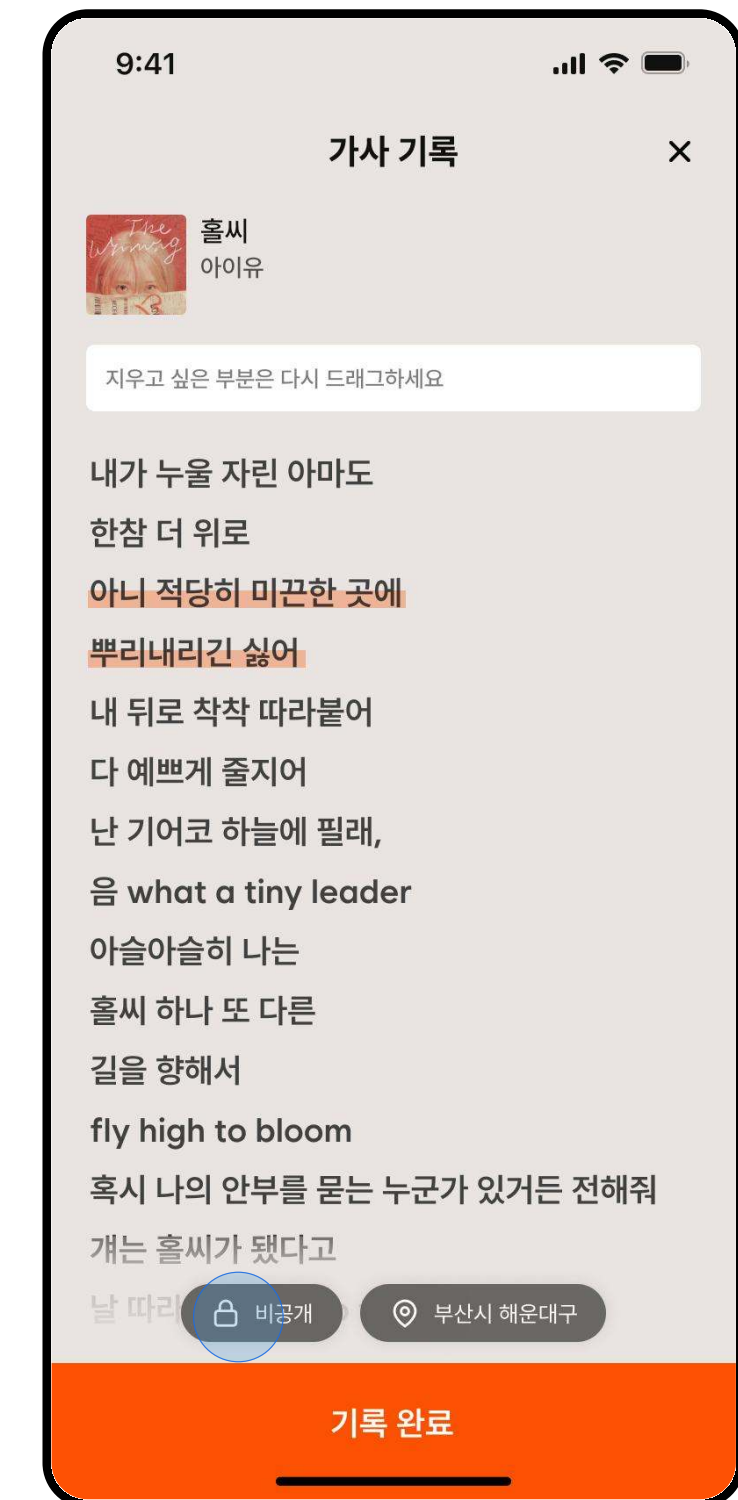 9:41
가사 기록
The
Winning
홀씨
아이유
지우고 싶은 부분은 다시 드래그하세요
내가 누울 자린 아마도
한참 더 위로
아니 적당히 미끈한 곳에
뿌리내리긴 싫어
내 뒤로 착착 따라붙어
다 예쁘게 줄지어
난 기어코 하늘에 필래,
음 what a tiny leader
아슬아슬히 나는
홀씨 하나 또 다른
길을 향해서
fly high to bloom
혹시 나의 안부를 묻는 누군가 있거든 전해줘
걔는 홀씨가 됐다고
날 따라
비공개
부산시 해운대구
기록 완료